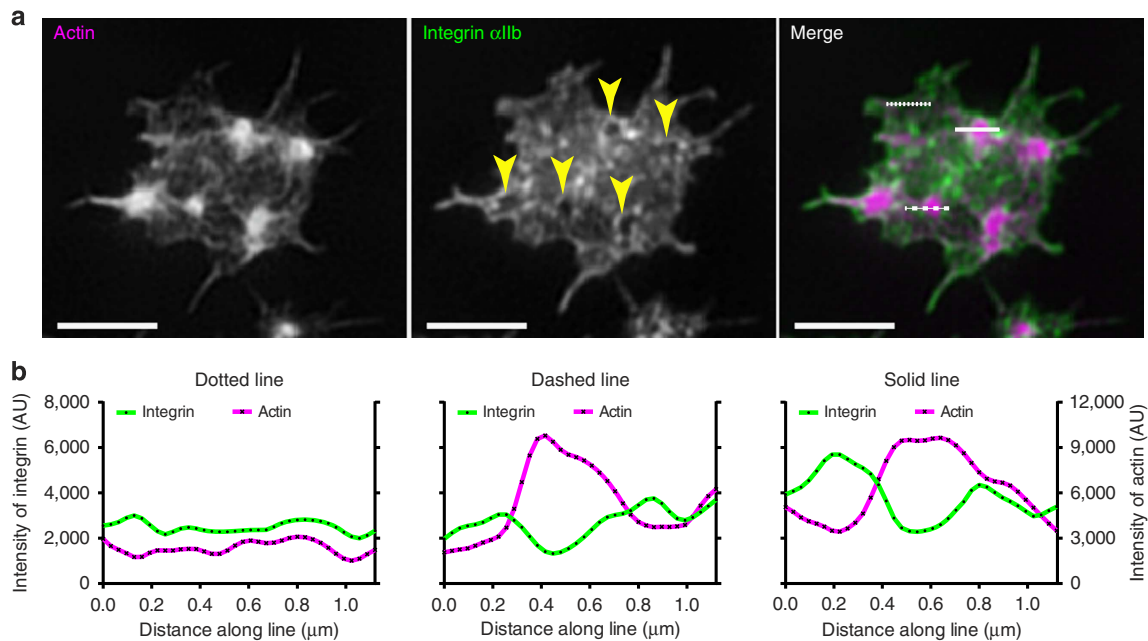 a
Actin
Integrin αIIb
Merge
b
Dotted line
Dashed line
Solid line
Intensity of integrin (AU)
8,000
6,000
4,000
2,000
0
Integrin
Actin
0.0
0.2
0.4
0.6
0.8
1.0
Distance along line (μm)
Integrin
Actin
0.0
0.2
0.4
0.6
0.8
1.0
Distance along line (μm)
Integrin
Actin
0.0
0.2
0.4
0.6
0.8
1.0
Distance along line (μm)
12,000
9,000
6,000
3,000
0
Intensity of actin (AU)